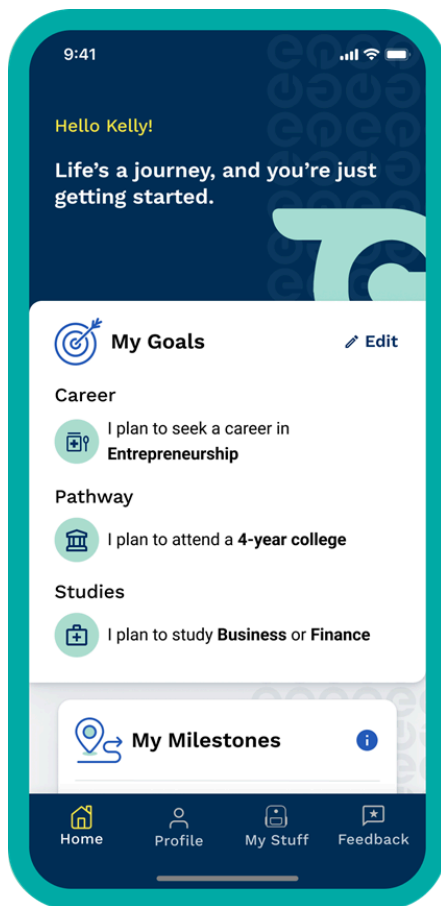 9:41
Hello Kelly!
Life's a journey, and you're just
getting started.
My Goals
Edit
Career
I plan to seek a career in
Entrepreneurship
Pathway
I plan to attend a 4-year college
Studies
I plan to study Business or Finance
My Milestones
Home
Profile
My Stuff
Feedback